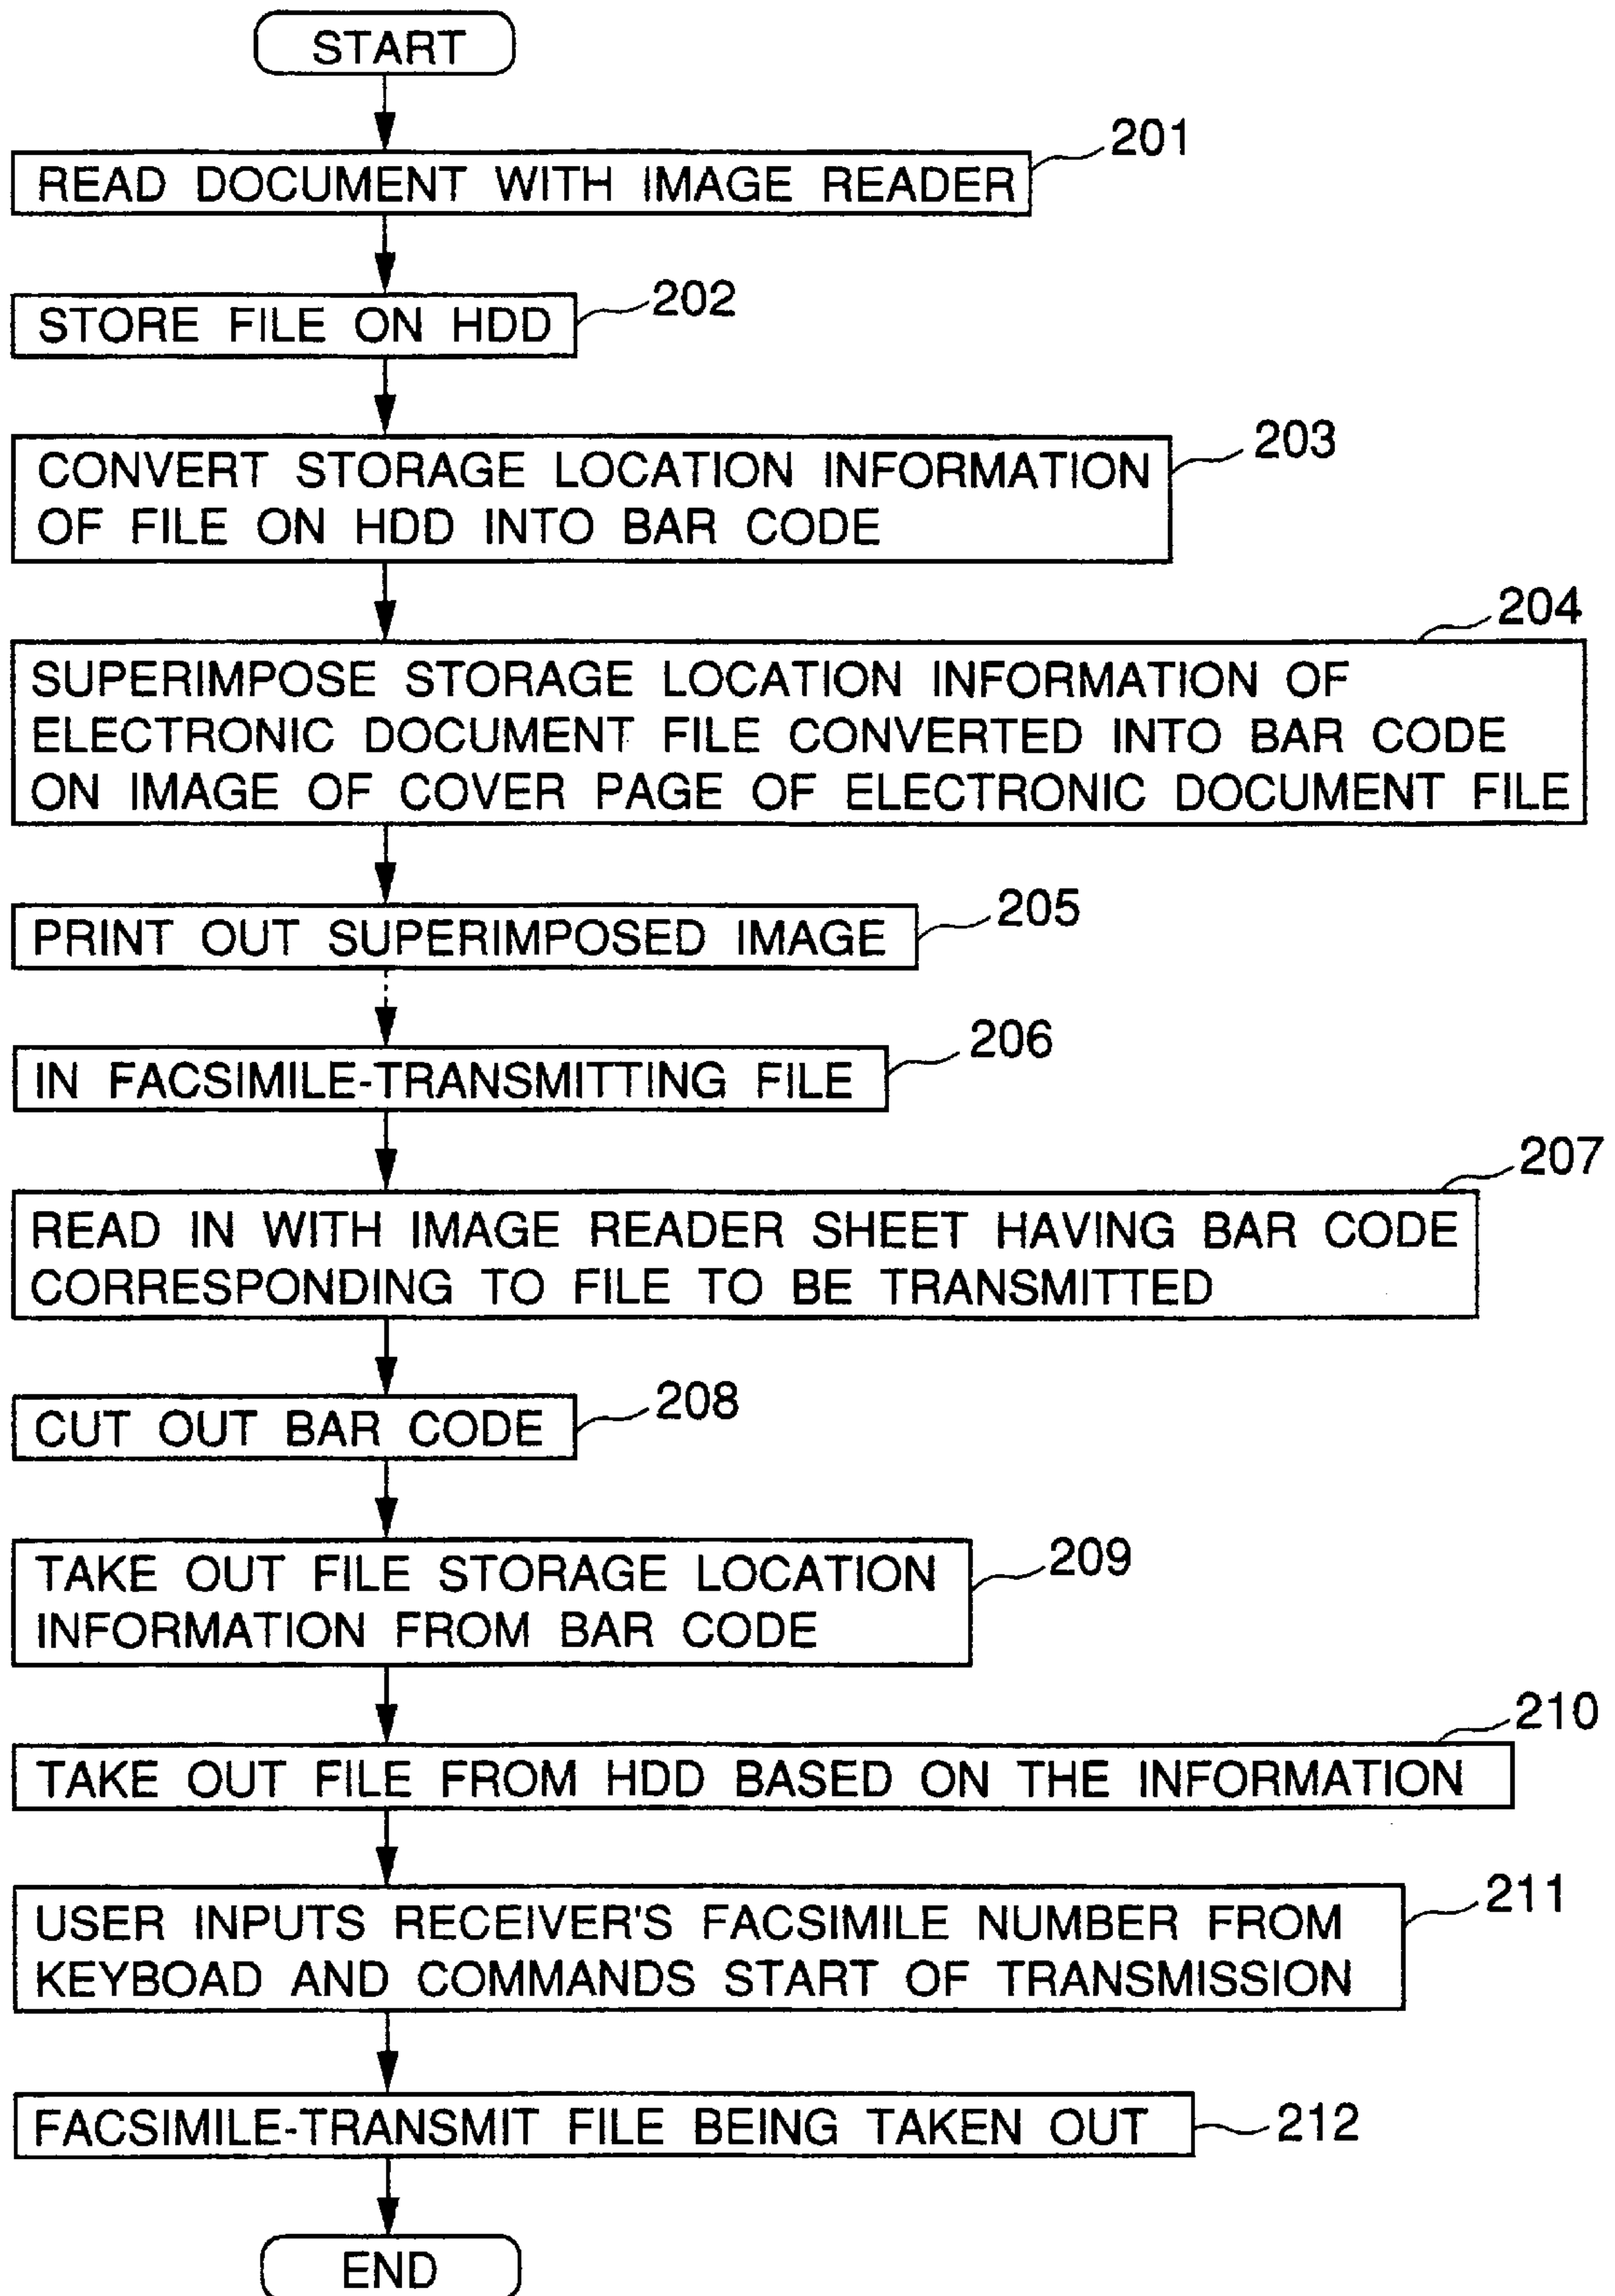 START
201
READ DOCUMENT WITH IMAGE READER
202
STORE FILE ON HDD
203
CONVERT STORAGE LOCATION INFORMATION
OF FILE ON HDD INTO BAR CODE
204
SUPERIMPOSE STORAGE LOCATION INFORMATION OF
ELECTRONIC DOCUMENT FILE CONVERTED INTO BAR CODE
ON IMAGE OF COVER PAGE OF ELECTRONIC DOCUMENT FILE
205
PRINT OUT SUPERIMPOSED IMAGE
206
IN FACSIMILE-TRANSMITTING FILE
207
READ IN WITH IMAGE READER SHEET HAVING BAR CODE
CORRESPONDING TO FILE TO BE TRANSMITTED
208
CUT OUT BAR CODE
209
TAKE OUT FILE STORAGE LOCATION
INFORMATION FROM BAR CODE
210
TAKE OUT FILE FROM HDD BASED ON THE INFORMATION
211
USER INPUTS RECEIVER'S FACSIMILE NUMBER FROM
KEYBOAD AND COMMANDS START OF TRANSMISSION
FACSIMILE-TRANSMIT FILE BEING TAKEN OUT
212
END